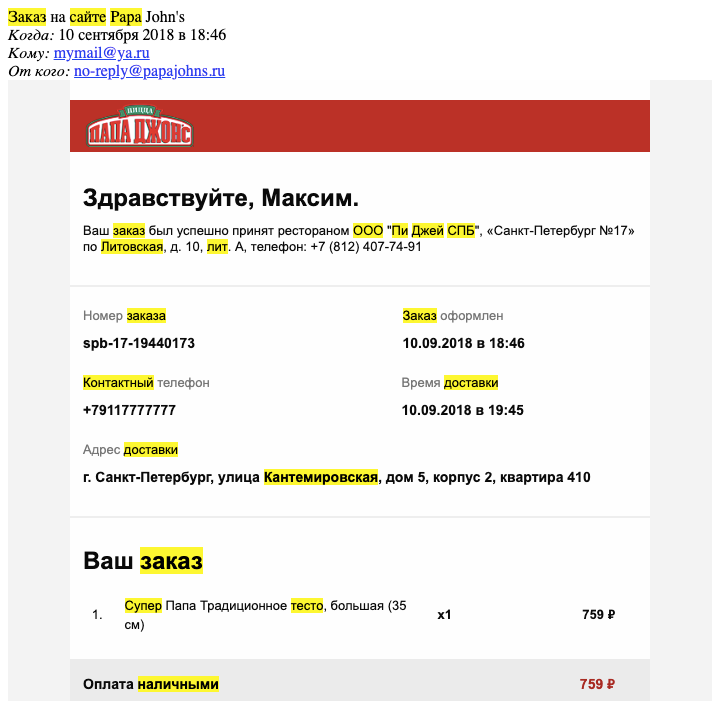 Заказ на сайте Papa John's
Когда: 10 сентября 2018 в 18:46
Кому: mymail@ya.ru
От кого: no-reply@papajohns.ru
ПИЦЦА
ПАПА ДЖОНС
Здравствуйте, Максим.
Ваш заказ был успешно принят рестораном ООО "Пи Джей СПБ", «Санкт-Петербург №17»
по Литовская, д. 10, лит. А, телефон: +7 (812) 407-74-91
Номер заказа
Заказ оформлен
spb-17-19440173
10.09.2018 в 18:46
Контактный телефон
Время доставки
+79117777777
10.09.2018 в 19:45
Адрес доставки
г. Санкт-Петербург, улица Кантемировская, дом 5, корпус 2, квартира 410
Ваш заказ
1. Супер Папа Традиционное тесто, большая (35 x1 759 ₽
см)
Оплата наличными 759 ₽